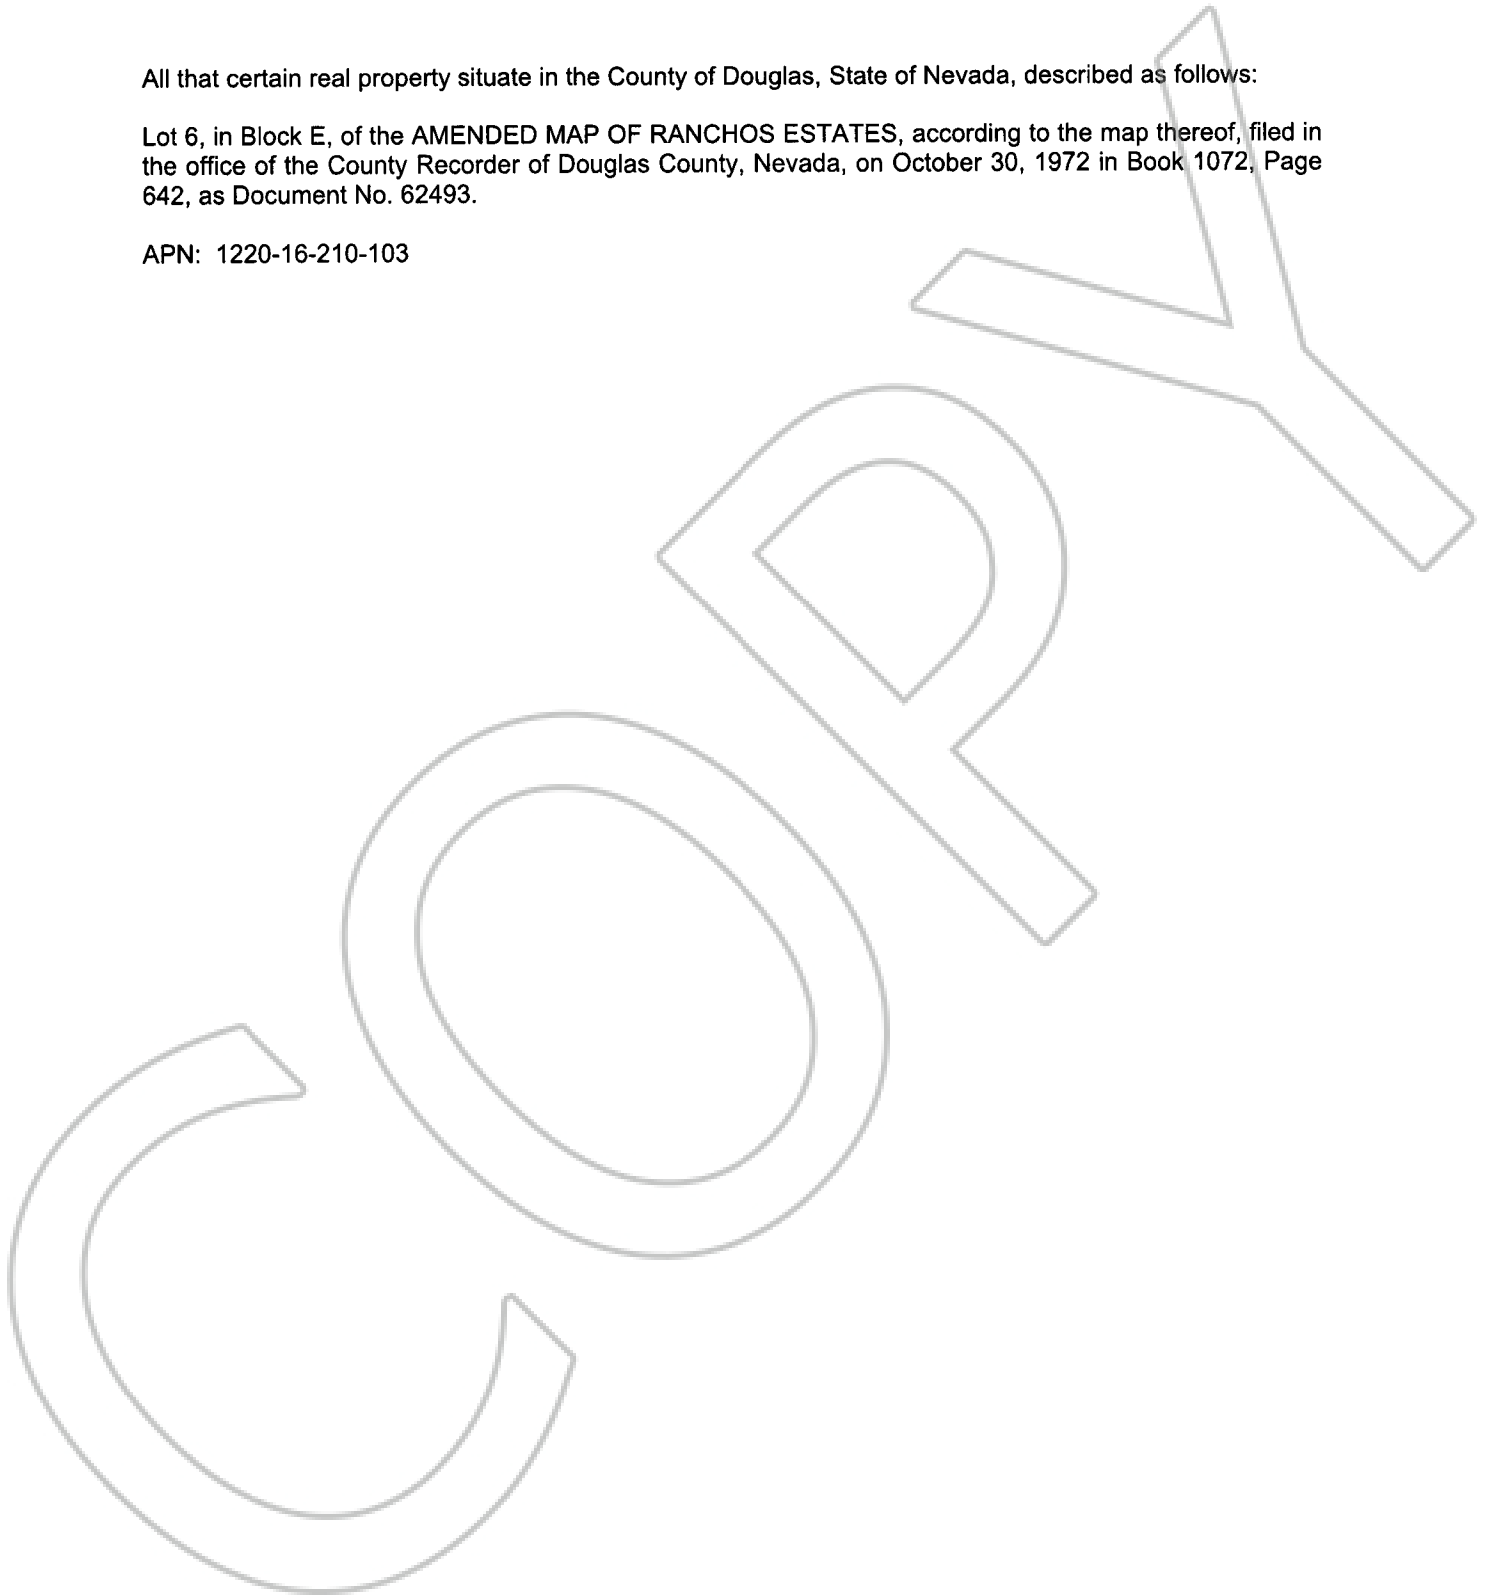 All that certain real property situate in the County of Douglas, State of Nevada, described as follows:
Lot 6, in Block E, of the AMENDED MAP OF RANCHOS ESTATES, according to the map thereof, filed in
the office of the County Recorder of Douglas County, Nevada, on October 30, 1972 in Book 1072, Page
642, as Document No. 62493.
APN: 1220-16-210-103
COPY